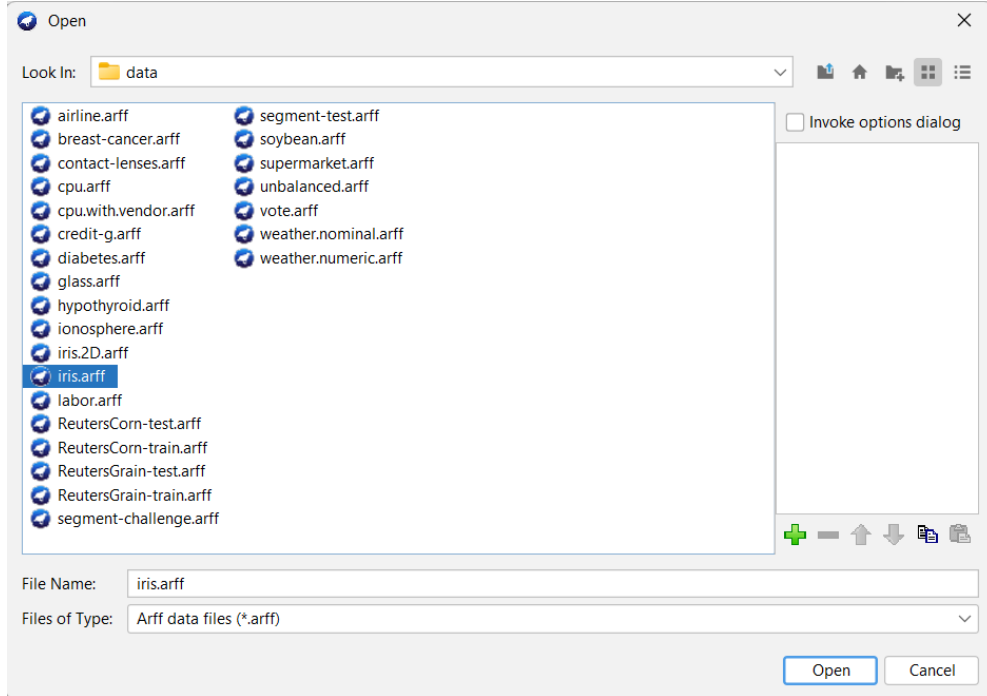 Open
Look In: data
airline.arff
breast-cancer.arff
contact-lenses.arff
cpu.arff
cpu.with.vendor.arff
credit-g.arff
diabetes.arff
glass.arff
hypothyroid.arff
ionosphere.arff
iris.2D.arff
iris.arff
labor.arff
ReutersCorn-test.arff
ReutersCorn-train.arff
ReutersGrain-test.arff
ReutersGrain-train.arff
segment-challenge.arff
segment-test.arff
soybean.arff
supermarket.arff
unbalanced.arff
vote.arff
weather.nominal.arff
weather.numeric.arff
Invoke options dialog
File Name: iris.arff
Files of Type: Arff data files (*.arff)
Open Cancel